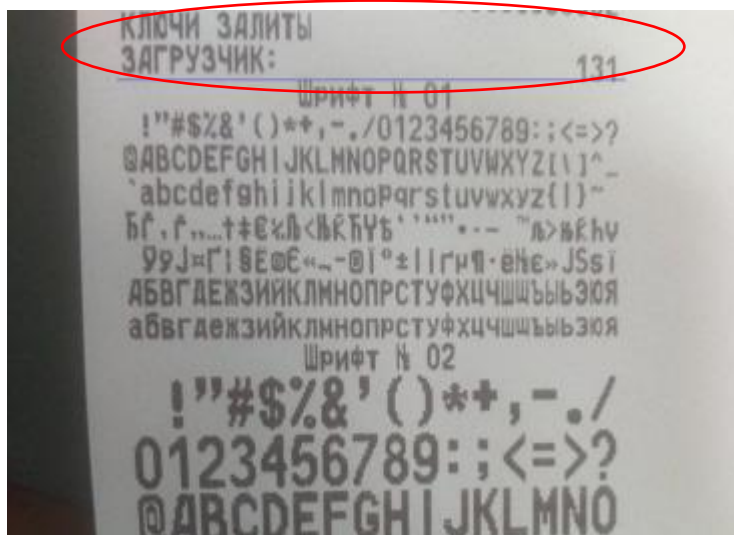 КЛЮЧИ ЗАЛИТЫ
ЗАГРУЗЧИК: 131
Шрифт № 01
!"#$%&'()*+,-./0123456789:;<=>?
@ABCDEFGHIJKLMNOPQRSTUVWXYZ[\]^_
`abcdefghijklmnopqrstuvwxyz{|}~
АБВГДЕЖЗИЙКЛМНОПРСТУФХЦЧШЩЪЫЬЭЮЯ
абвгдежзийклмнопрстуфхцчшщъыьэюя
Шрифт № 02
!"#$%&'()*+,-./
0123456789:;<=>?
@ABCDEFGHIJKLMNO